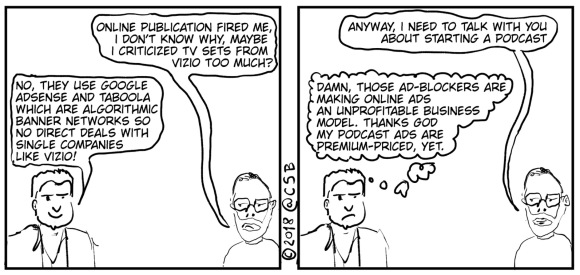 ONLINE PUBLICATION FIRED ME,
I DON'T KNOW WHY, MAYBE
I CRITICIZED TV SETS FROM
VIZIO TOO MUCH?
NO, THEY USE GOOGLE
ADSENSE AND TABOOLA
WHICH ARE ALGORITHMIC
BANNER NETWORKS SO
NO DIRECT DEALS WITH
SINGLE COMPANIES
LIKE VIZIO!
©2018 @CSB
ANYWAY, I NEED TO TALK WITH YOU
ABOUT STARTING A PODCAST
DAMN, THOSE AD-BLOCKERS ARE
MAKING ONLINE ADS
AN UNPROFITABLE BUSINESS
MODEL. THANKS GOD
MY PODCAST ADS ARE
PREMIUM-PRICED, YET.